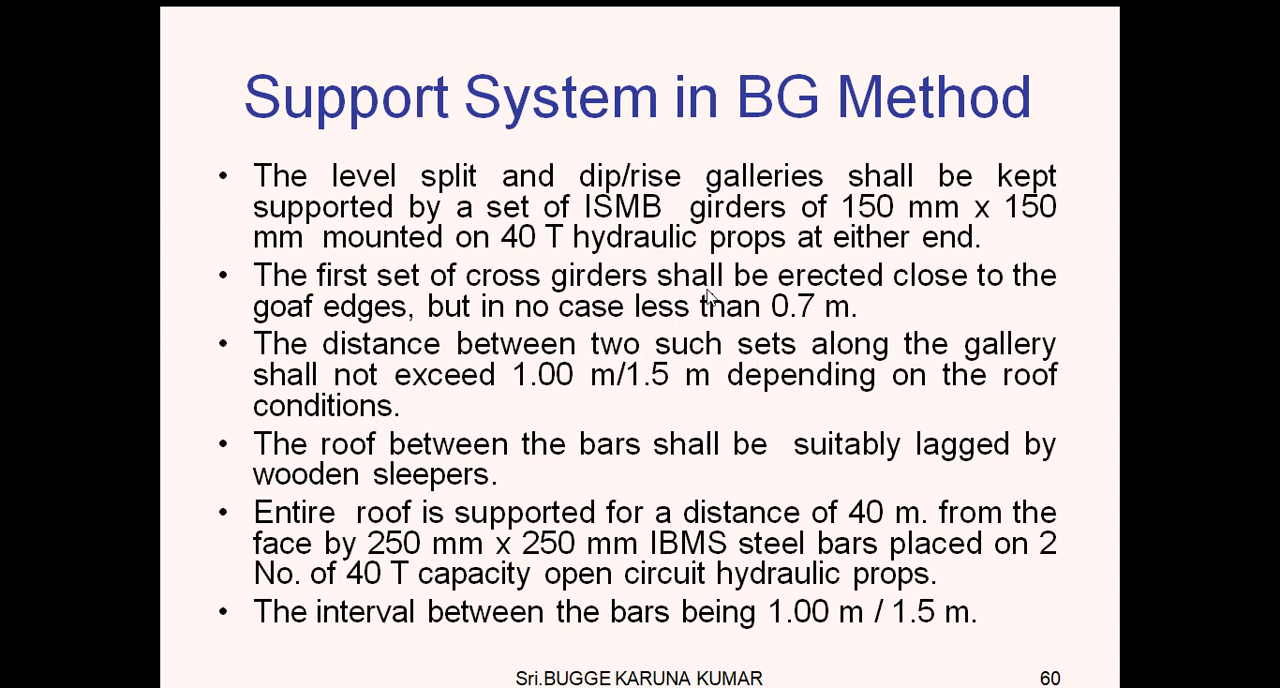 Support System in BG Method
• The level split and dip/rise galleries shall be kept
supported by a set of ISMB girders of 150 mm x 150
mm mounted on 40 T hydraulic props at either end.
• The first set of cross girders shall be erected close to the
goaf edges, but in no case less than 0.7 m.
• The distance between two such sets along the gallery
shall not exceed 1.00 m/1.5 m depending on the roof
conditions.
• The roof between the bars shall be suitably lagged by
wooden sleepers.
• Entire roof is supported for a distance of 40 m. from the
face by 250 mm x 250 mm IBMS steel bars placed on 2
No. of 40 T capacity open circuit hydraulic props.
• The interval between the bars being 1.00 m / 1.5 m.
Sri.BUGGE KARUNA KUMAR
60